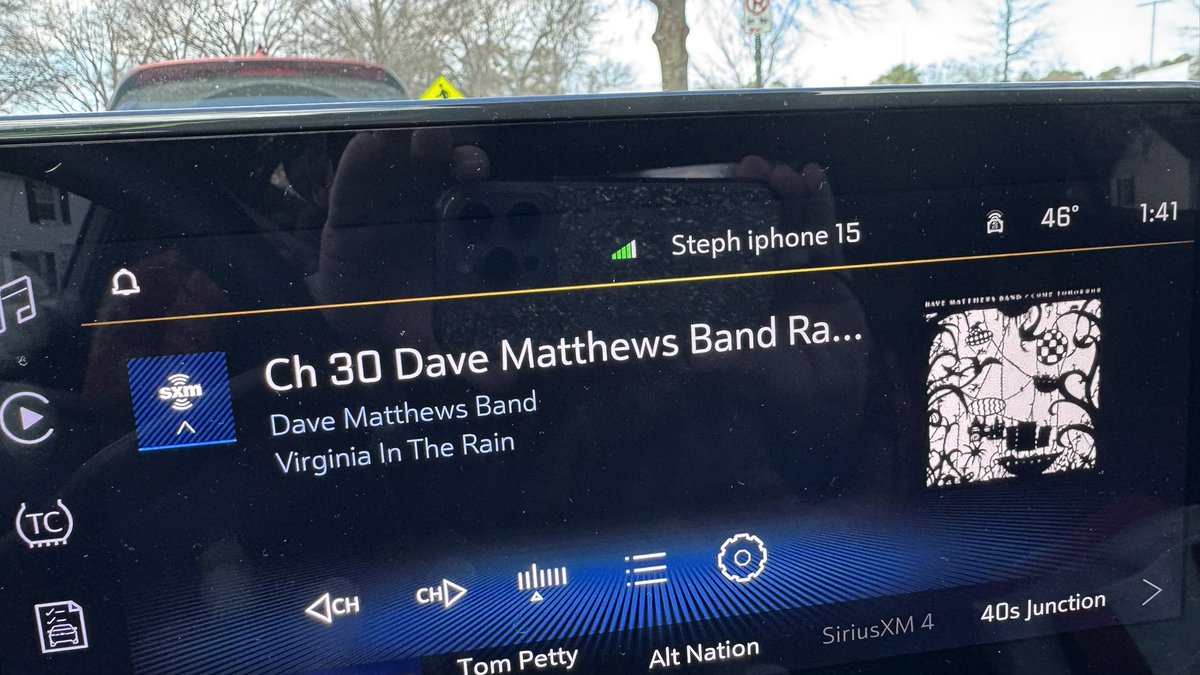 Steph iphone 15
46°
1:41
DAVE MATTHEWS BAND / COME TOMORROW
sxm
Ch 30 Dave Matthews Band Ra...
Dave Matthews Band
Virginia In The Rain
TC
CH
CH
Tom Petty
Alt Nation
SiriusXM 4
40s Junction